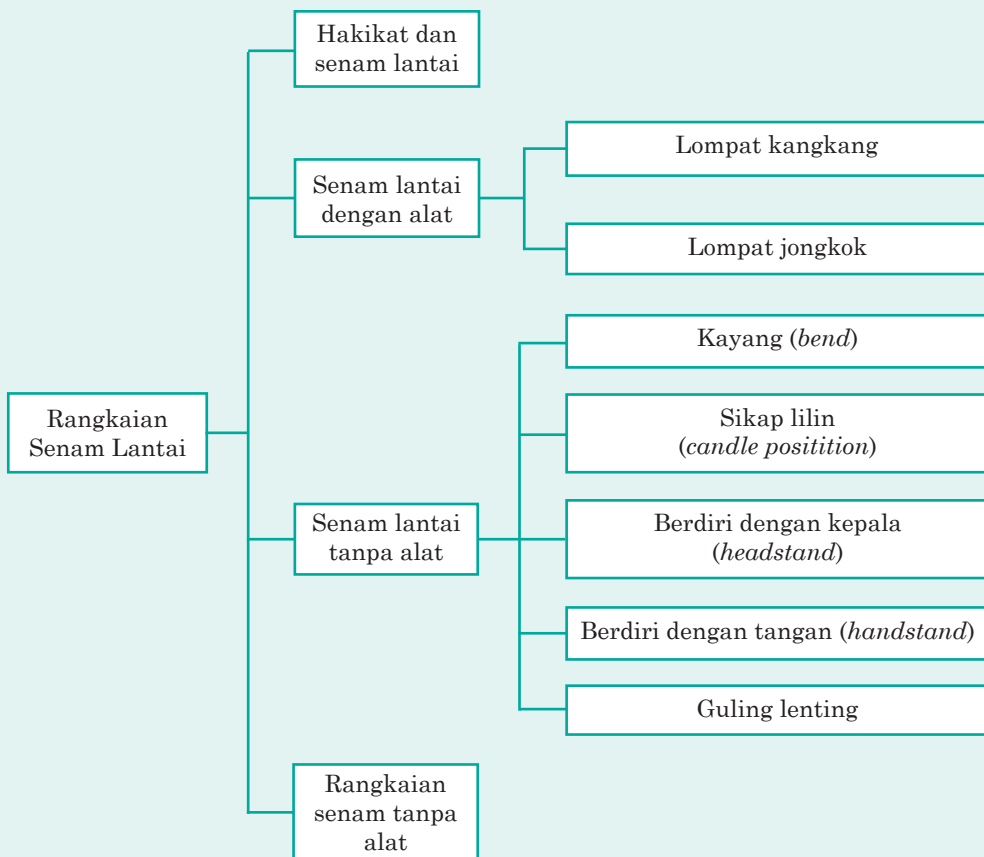 Hakikat dan
senam lantai
Lompat kangkang
Senam lantai
dengan alat
Lompat jongkok
Kayang (bend)
Rangkaian
Senam Lantai
Sikap lilin
(candle positition)
Senam lantai
tanpa alat
Berdiri dengan kepala
(headstand)
Berdiri dengan tangan (handstand)
Guling lenting
Rangkaian
senam tanpa
alat